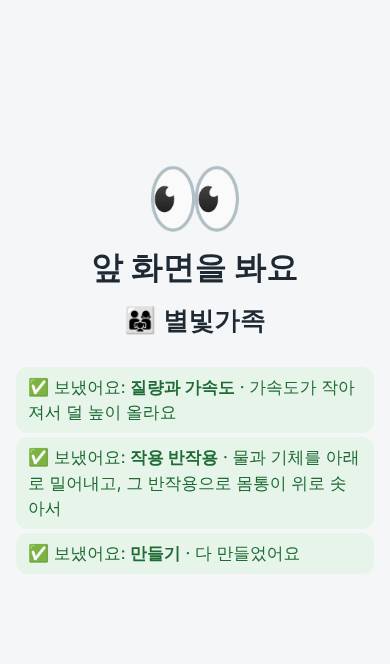 앞 화면을 봐요
별빛가족
보냈어요: 질량과 가속도 · 가속도가 작아
져서 덜 높이 올라요
보냈어요: 작용 반작용 · 물과 기체를 아래
로 밀어내고, 그 반작용으로 몸통이 위로 솟
아서
보냈어요: 만들기 · 다 만들었어요